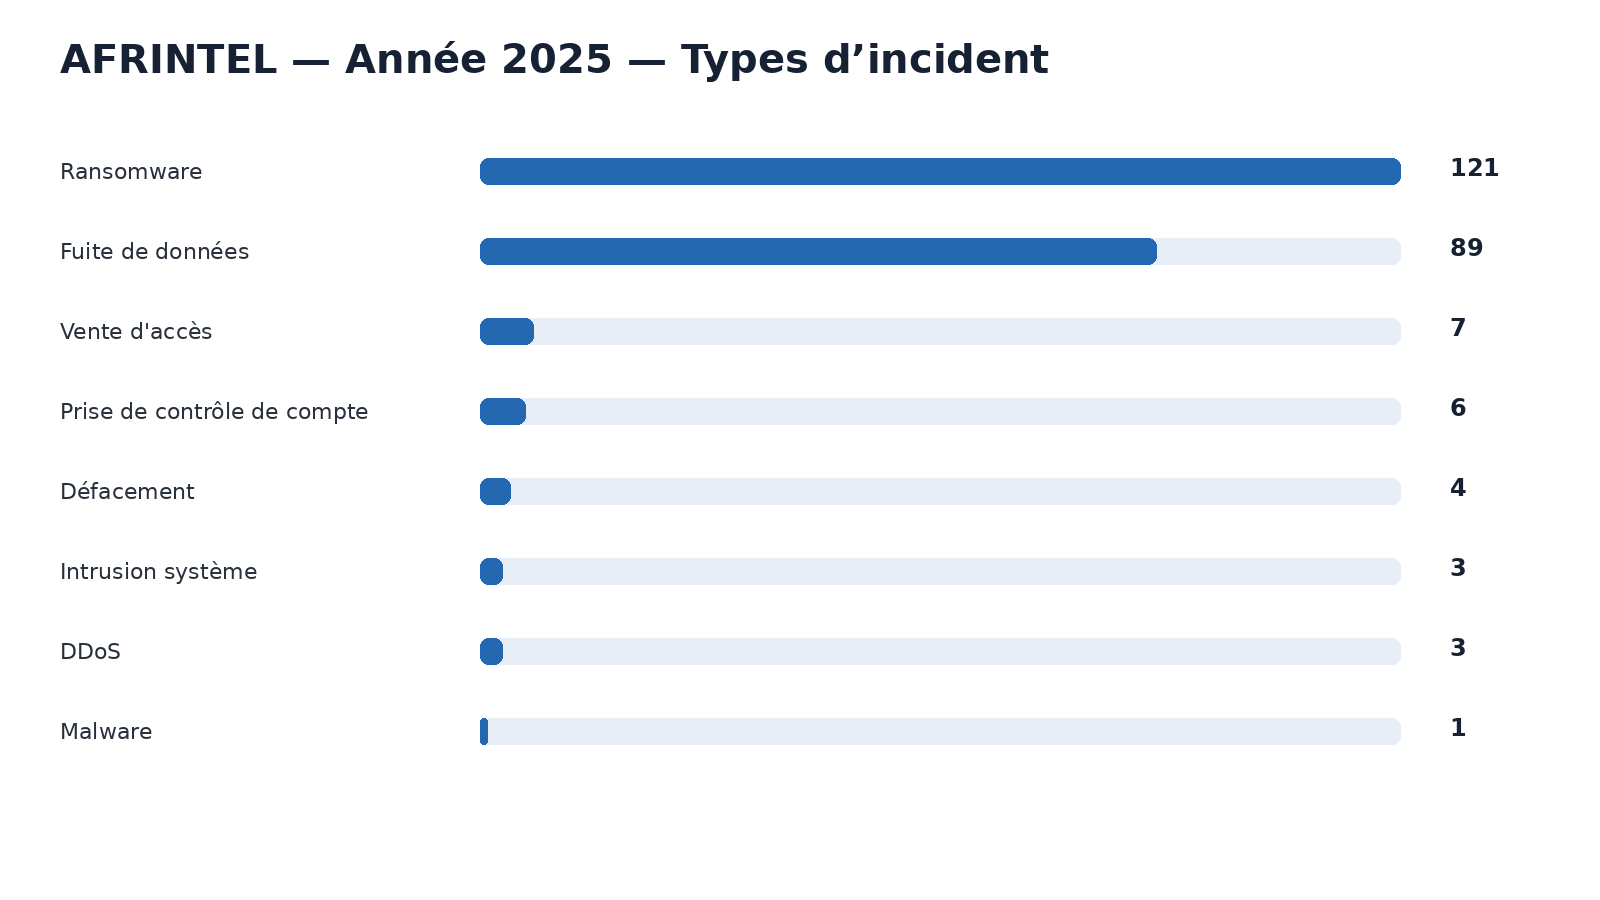 AFRINTEL — Année 2025 — Types d’incident
Ransomware 121
Fuite de données 89
Vente d'accès 7
Prise de contrôle de compte 6
Défacement 4
Intrusion système 3
DDoS 3
Malware 1